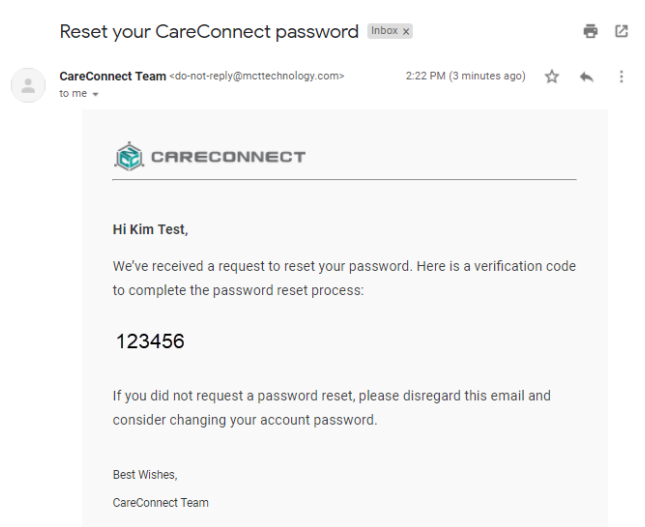 Reset your CareConnect password Inbox x
CareConnect Team <do-not-reply@mcttechnology.com> 2:22 PM (3 minutes ago)
to me
CARECONNECT
Hi Kim Test,
We've received a request to reset your password. Here is a verification code
to complete the password reset process:
123456
If you did not request a password reset, please disregard this email and
consider changing your account password.
Best Wishes,
CareConnect Team